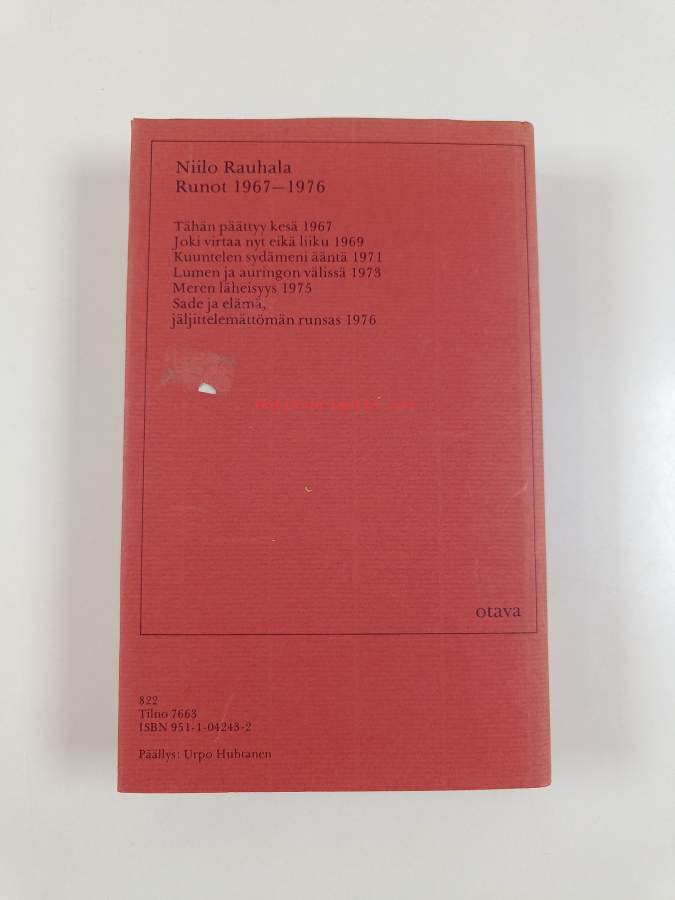 Niilo Rauhala
Runot 1967–1976
Tähän päättyy kesä 1967
Joki virtaa nyt eikä liiku 1969
Kuuntelen sydämeni ääntä 1971
Lumen ja auringon välissä 1973
Meren läheisyys 1975
Sade ja elämä,
jäljittelemättömän runsas 1976
otava
822
Tilno 7663
ISBN 951-1-04243-2
Päällys: Urpo Huhtanen